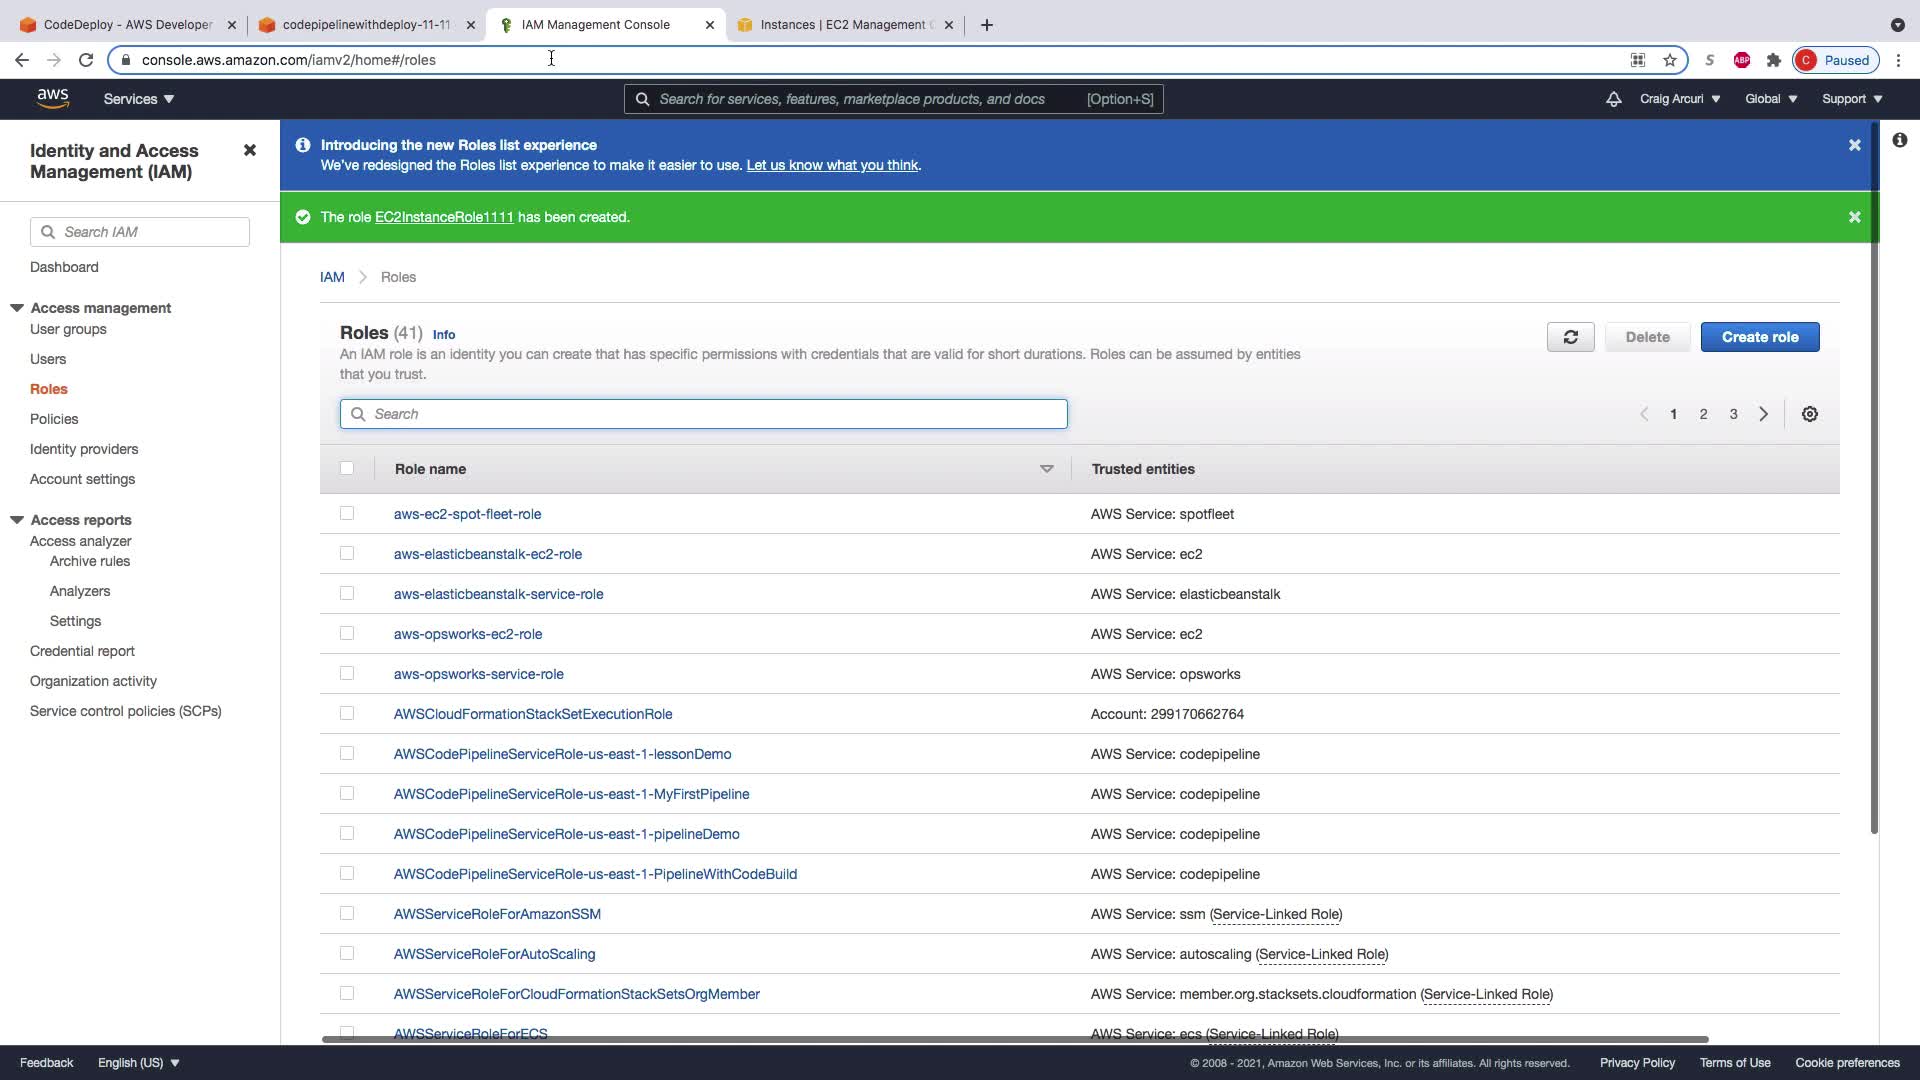 CodeDeploy - AWS Developer
codepipelinewithdeploy-11-11
IAM Management Console
Instances | EC2 Management C
console.aws.amazon.com/iamv2/home#/roles
S
ABP
C
Paused
aws
Services
Search for services, features, marketplace products, and docs
[Option+S]
Craig Arcuri
Global
Support
Identity and Access
Management (IAM)
Search IAM
Dashboard
Access management
User groups
Users
Roles
Policies
Identity providers
Account settings
Access reports
Access analyzer
Archive rules
Analyzers
Settings
Credential report
Organization activity
Service control policies (SCPs)
Introducing the new Roles list experience
We've redesigned the Roles list experience to make it easier to use. Let us know what you think.
The role EC2InstanceRole1111 has been created.
IAM
Roles
Roles (41) Info
An IAM role is an identity you can create that has specific permissions with credentials that are valid for short durations. Roles can be assumed by entities
that you trust.
Delete
Create role
Search
1 2 3
Role name
Trusted entities
aws-ec2-spot-fleet-role
AWS Service: spotfleet
aws-elasticbeanstalk-ec2-role
AWS Service: ec2
aws-elasticbeanstalk-service-role
AWS Service: elasticbeanstalk
aws-opsworks-ec2-role
AWS Service: ec2
aws-opsworks-service-role
AWS Service: opsworks
AWSCloudFormationStackSetExecutionRole
Account: 299170662764
AWSCodePipelineServiceRole-us-east-1-lessonDemo
AWS Service: codepipeline
AWSCodePipelineServiceRole-us-east-1-MyFirstPipeline
AWS Service: codepipeline
AWSCodePipelineServiceRole-us-east-1-pipelineDemo
AWS Service: codepipeline
AWSCodePipelineServiceRole-us-east-1-PipelineWithCodeBuild
AWS Service: codepipeline
AWSServiceRoleForAmazonSSM
AWS Service: ssm (Service-Linked Role)
AWSServiceRoleForAutoScaling
AWS Service: autoscaling (Service-Linked Role)
AWSServiceRoleForCloudFormationStackSetsOrgMember
AWS Service: member.org.stacksets.cloudformation (Service-Linked Role)
AWSServiceRoleForECS
AWS Service: ecs (Service-Linked Role)
Feedback
English (US)
© 2008 - 2021, Amazon Web Services, Inc. or its affiliates. All rights reserved.
Privacy Policy
Terms of Use
Cookie preferences